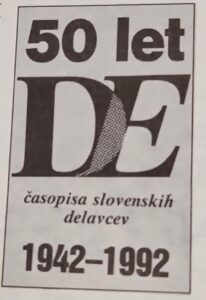 50 let
DE
časopisa slovenskih
delavcev
1942–1992